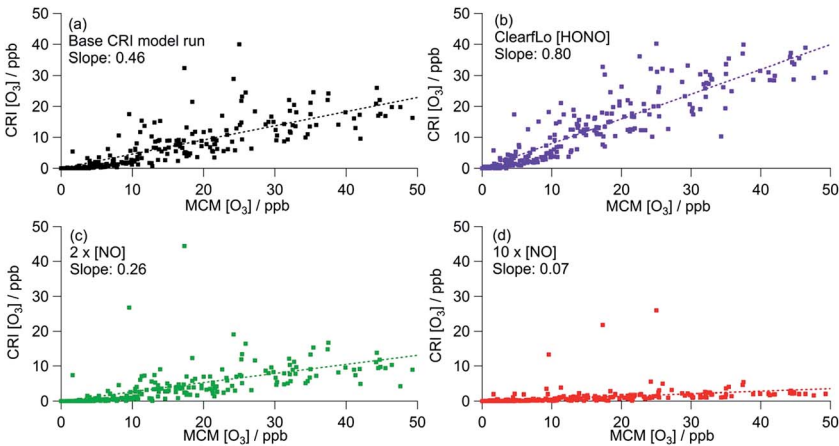 (a)
Base CRI model run
Slope: 0.46
CRI [O₃] / ppb
50
40
30
20
10
0
0 10 20 30 40 50
MCM [O₃] / ppb
(b)
ClearfLo [HONO]
Slope: 0.80
CRI [O₃] / ppb
50
40
30
20
10
0
0 10 20 30 40 50
MCM [O₃] / ppb
(c)
2 x [NO]
Slope: 0.26
CRI [O₃] / ppb
50
40
30
20
10
0
0 10 20 30 40 50
MCM [O₃] / ppb
(d)
10 x [NO]
Slope: 0.07
CRI [O₃] / ppb
50
40
30
20
10
0
0 10 20 30 40 50
MCM [O₃] / ppb